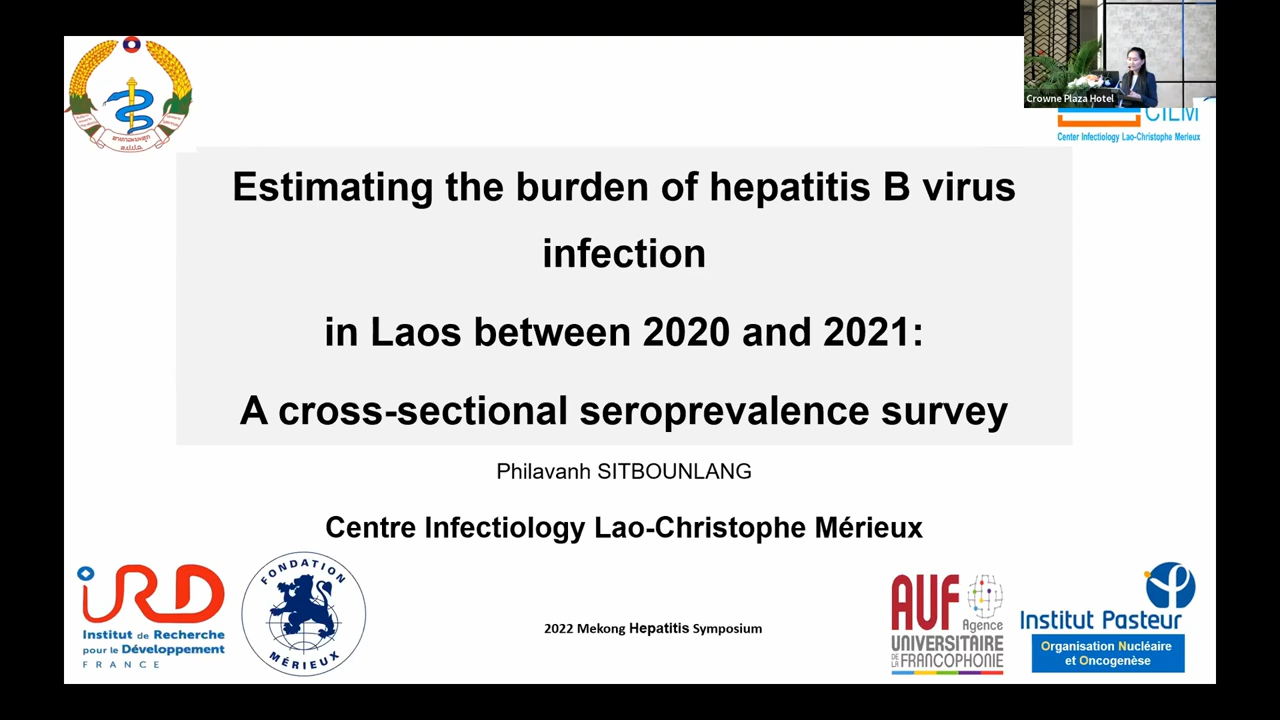 Crowne Plaza Hotel
CILM
Center Infectiology Lao-Christophe Merieux
Estimating the burden of hepatitis B virus
infection
in Laos between 2020 and 2021:
A cross-sectional seroprevalence survey
Philavanh SITBOUNLANG
Centre Infectiology Lao-Christophe Mérieux
iRD
Institut de Recherche
pour le Développement
FRANCE
FONDATION
MÉRIEUX
2022 Mekong Hepatitis Symposium
AUF
Agence
UNIVERSITAIRE
DE LA FRANCOPHONIE
Institut Pasteur
Organisation Nucléaire
et Oncogenèse